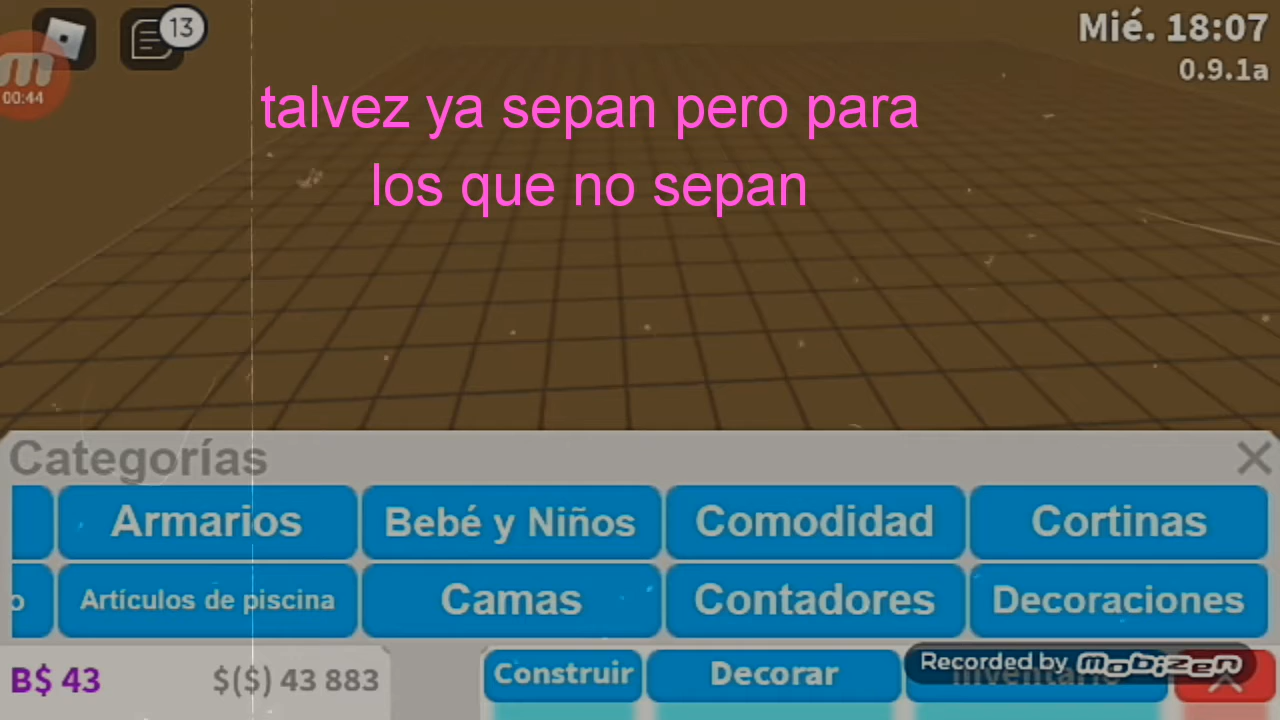 13
00:44
Mié. 18:07
0.9.1a
talvez ya sepan pero para
los que no sepan
Categorías
Armarios
Bebé y Niños
Comodidad
Cortinas
o
Artículos de piscina
Camas
Contadores
Decoraciones
B$ 43
$($) 43 883
Construir
Decorar
Inventario
Recorded by mobizen